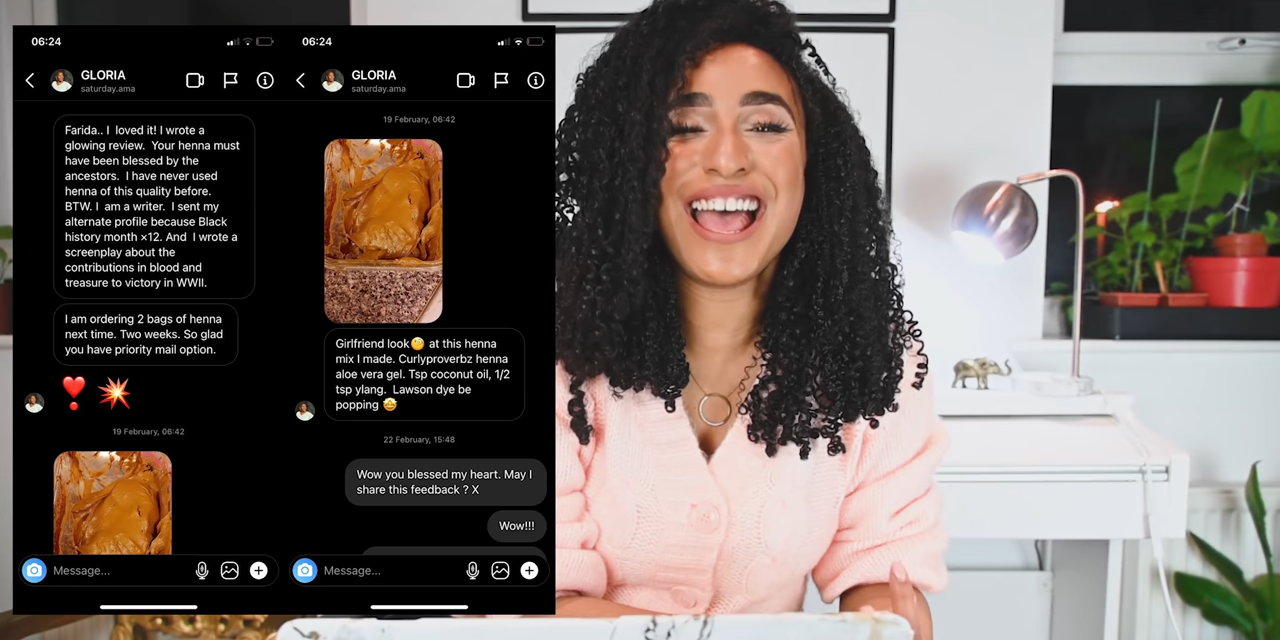 06:24
GLORIA
saturday.ama
Farida.. I loved it! I wrote a
glowing review. Your henna must
have been blessed by the
ancestors. I have never used
henna of this quality before.
BTW. I am a writer. I sent my
alternate profile because Black
history month ×12. And I wrote a
screenplay about the
contributions in blood and
treasure to victory in WWII.
I am ordering 2 bags of henna
next time. Two weeks. So glad
you have priority mail option.
19 February, 06:42
Message...
06:24
GLORIA
saturday.ama
19 February, 06:42
Girlfriend look🧐 at this henna
mix I made. Curlyproverbz henna
aloe vera gel. Tsp coconut oil, 1/2
tsp ylang. Lawson dye be
popping 🤩
22 February, 15:48
Wow you blessed my heart. May I
share this feedback ? X
Wow!!!
Message...